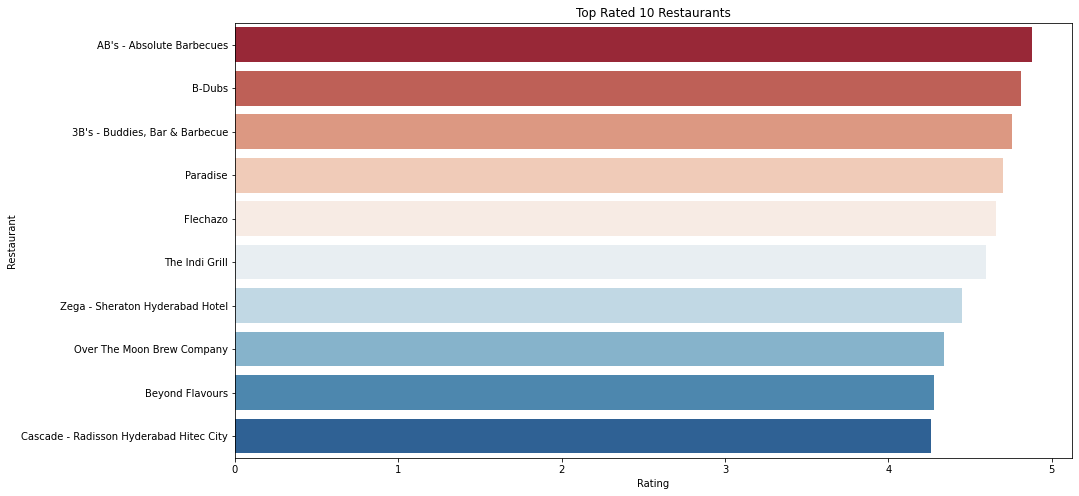 Top Rated 10 Restaurants
Restaurant
AB's - Absolute Barbecues
B-Dubs
3B's - Buddies, Bar & Barbecue
Paradise
Flechazo
The Indi Grill
Zega - Sheraton Hyderabad Hotel
Over The Moon Brew Company
Beyond Flavours
Cascade - Radisson Hyderabad Hitec City
0 1 2 3 4 5
Rating